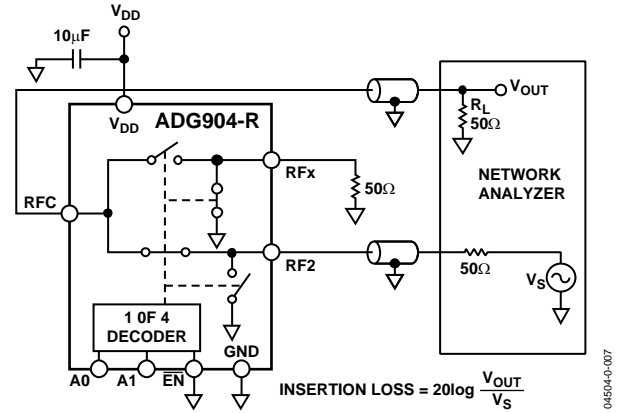 VDD
10μF
VDD
ADG904-R
VOUT
RL
50Ω
RFx
50Ω
NETWORK
ANALYZER
RFC
RF2
50Ω
VS
1 0F 4
DECODER
GND
A0 A1 EN
INSERTION LOSS = 20log VOUT
VS
04504-0-007